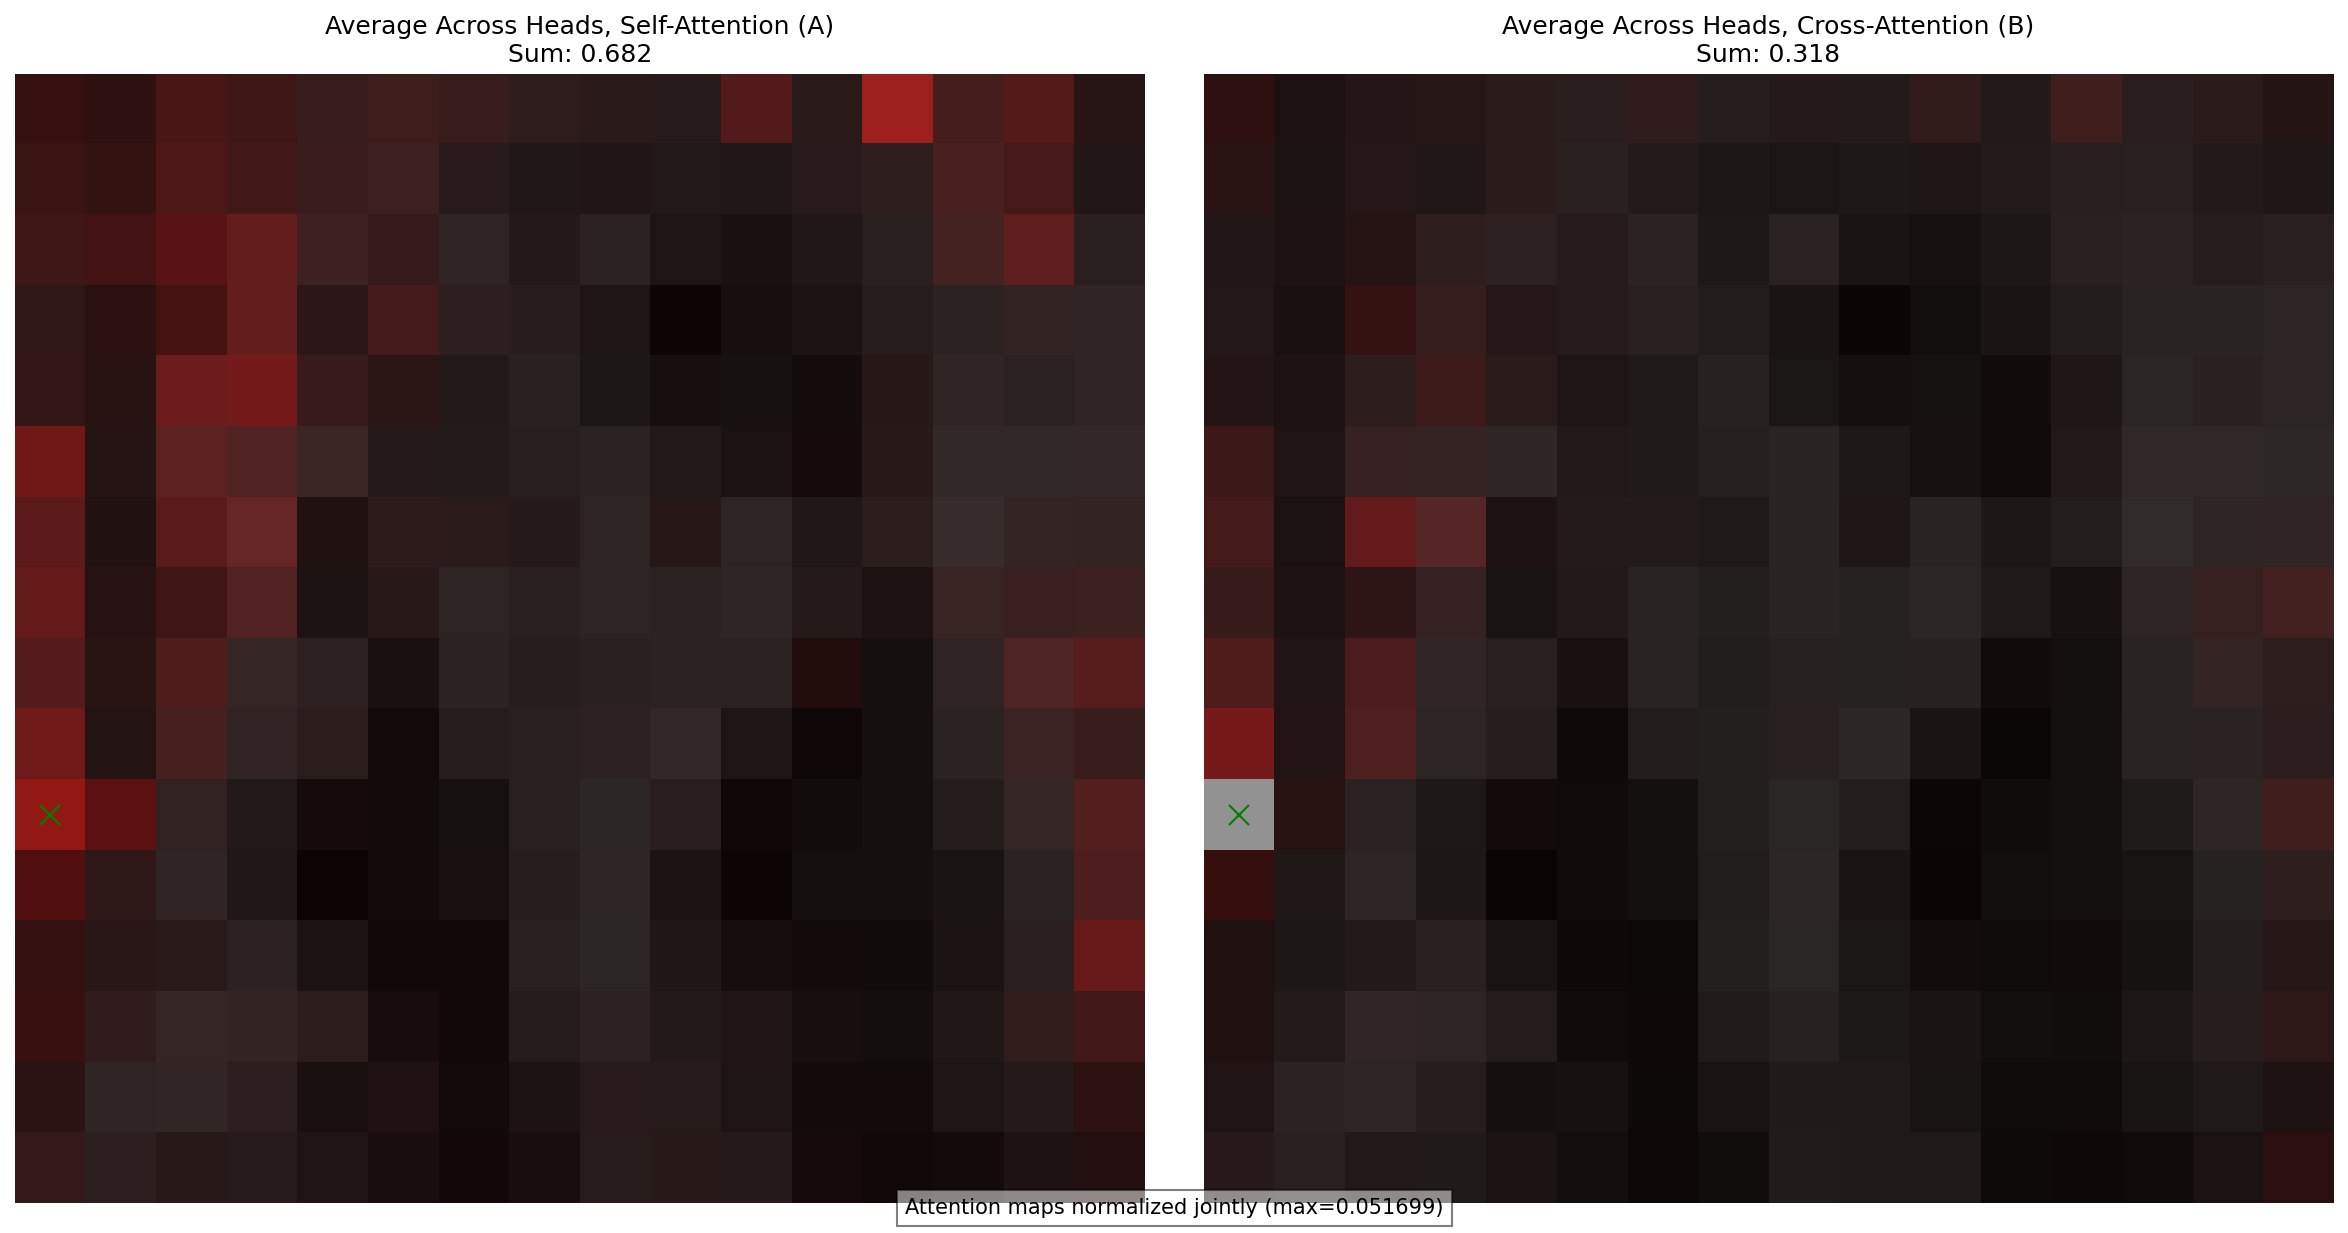 Average Across Heads, Self-Attention (A)
Sum: 0.682
Average Across Heads, Cross-Attention (B)
Sum: 0.318
Attention maps normalized jointly (max=0.051699)